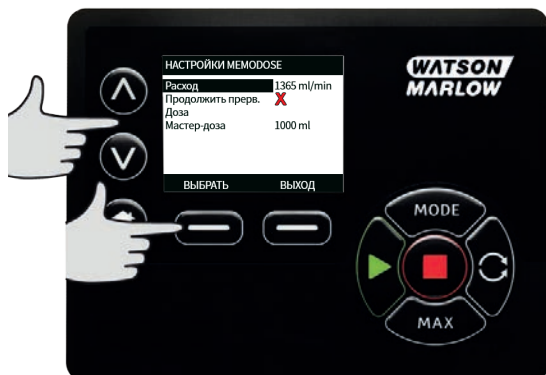 НАСТРОЙКИ MEMODOSE
Расход 1365 ml/min
Продолжить прерв. X
Доза
Мастер-доза 1000 ml
ВЫБРАТЬ ВЫХОД
WATSON
MARLOW
MODE
MAX